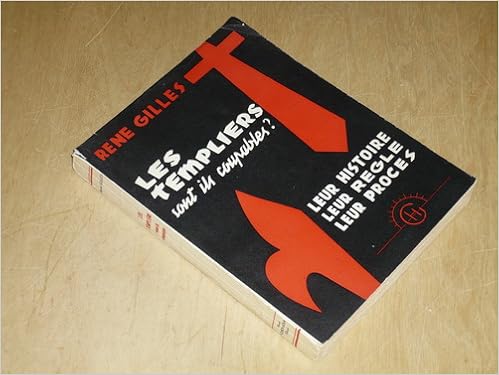 RENE GILLES
LES
TEMPLIERS
sont ils coupables?
LEUR HISTOIRE
LEUR REGLE
LEUR PROCES